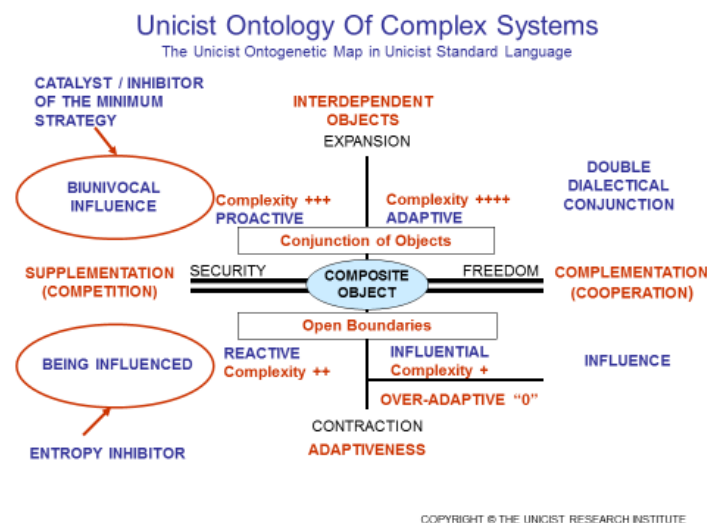 Unicist Ontology Of Complex Systems
The Unicist Ontogenetic Map in Unicist Standard Language
CATALYST / INHIBITOR
OF THE MINIMUM
STRATEGY
INTERDEPENDENT
OBJECTS
EXPANSION
BIUNIVOCAL
INFLUENCE
Complexity +++
PROACTIVE
Complexity ++++
ADAPTIVE
DOUBLE
DIALECTICAL
CONJUNCTION
Conjunction of Objects
SUPPLEMENTATION
(COMPETITION)
SECURITY
COMPOSITE
OBJECT
FREEDOM
COMPLEMENTATION
(COOPERATION)
Open Boundaries
BEING INFLUENCED
REACTIVE
Complexity ++
INFLUENTIAL
Complexity +
INFLUENCE
OVER-ADAPTIVE “0”
CONTRACTION
ADAPTIVENESS
ENTROPY INHIBITOR
COPYRIGHT © THE UNICIST RESEARCH INSTITUTE